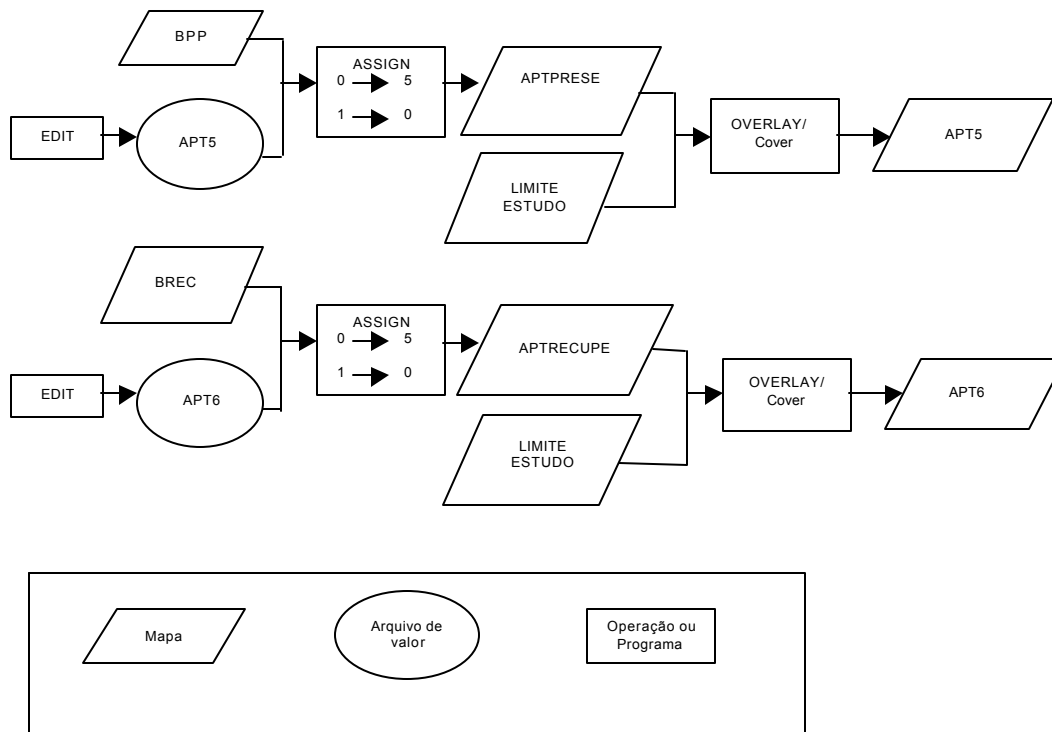 BPP
EDIT
APT5
ASSIGN
0 5
1 0
APTPRESE
LIMITE
ESTUDO
OVERLAY/
Cover
APT5
BREC
EDIT
APT6
ASSIGN
0 5
1 0
APTRECUPE
LIMITE
ESTUDO
OVERLAY/
Cover
APT6
Mapa
Arquivo de
valor
Operação ou
Programa